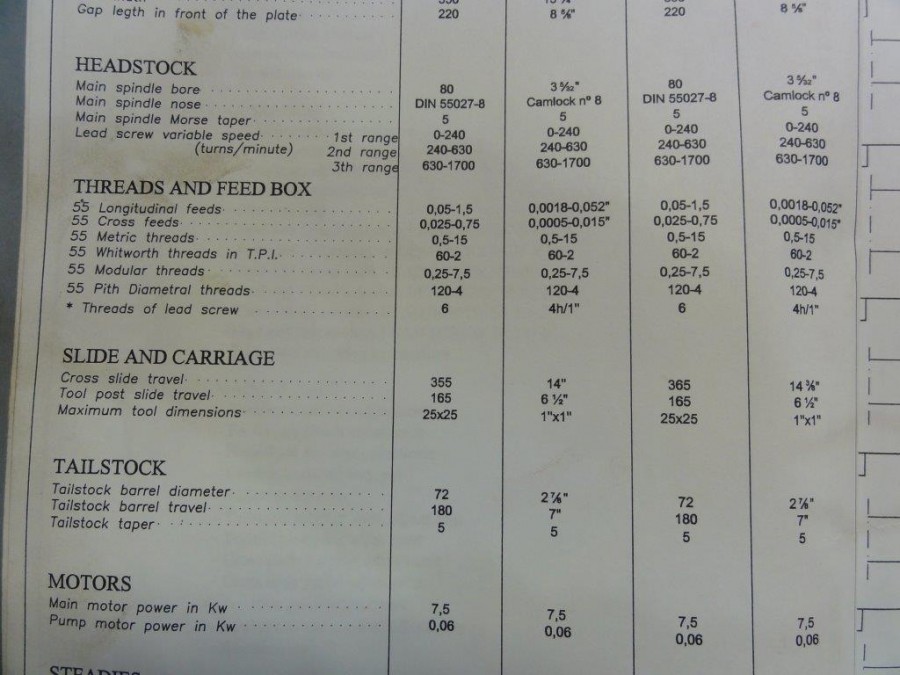 Gap legth in front of the plate 220 8 ⅝" 220 8 ⅝"
HEADSTOCK
Main spindle bore 80 3 5/32" 80 3 5/32"
Main spindle nose DIN 55027-8 Camlock nº 8 DIN 55027-8 Camlock nº 8
Main spindle Morse taper 5 5 5 5
Lead screw variable speed 1st range 0-240 0-240 0-240 0-240
(turns/minute) 2nd range 240-630 240-630 240-630 240-630
3th range 630-1700 630-1700 630-1700 630-1700
THREADS AND FEED BOX
55 Longitudinal feeds 0,05-1,5 0,0018-0,052" 0,05-1,5 0,0018-0,052"
55 Cross feeds 0,025-0,75 0,0005-0,015" 0,025-0,75 0,0005-0,015"
55 Metric threads 0,5-15 0,5-15 0,5-15 0,5-15
55 Whitworth threads in T.P.I. 60-2 60-2 60-2 60-2
55 Modular threads 0,25-7,5 0,25-7,5 0,25-7,5 0,25-7,5
55 Pith Diametral threads 120-4 120-4 120-4 120-4
* Threads of lead screw 6 4h/1" 6 4h/1"
SLIDE AND CARRIAGE
Cross slide travel 355 14" 365 14 ⅜"
Tool post slide travel 165 6 ½" 165 6 ½"
Maximum tool dimensions 25x25 1"x1" 25x25 1"x1"
TAILSTOCK
Tailstock barrel diameter 72 2 ⅞" 72 2 ⅞"
Tailstock barrel travel 180 7" 180 7"
Tailstock taper 5 5 5 5
MOTORS
Main motor power in Kw 7,5 7,5 7,5 7,5
Pump motor power in Kw 0,06 0,06 0,06 0,06
STEADIES